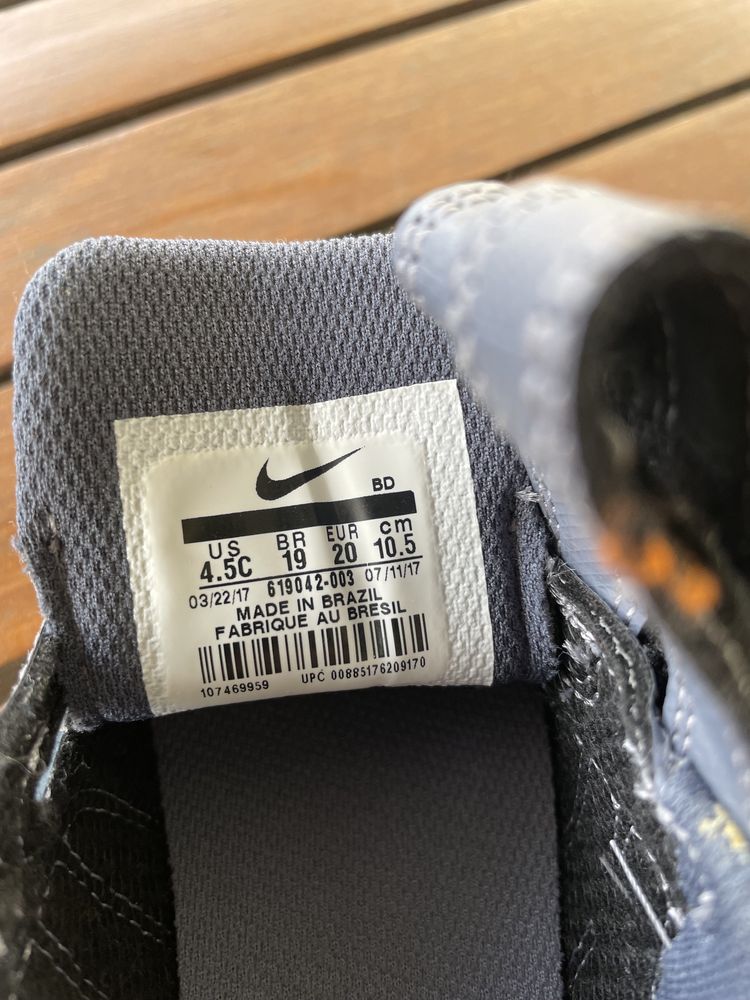 BD
US BR EUR cm
4.5C 19 20 10.5
03/22/17 619042-003 07/11/17
MADE IN BRAZIL
FABRIQUE AU BRESIL
107469959 UPC 00885176209170